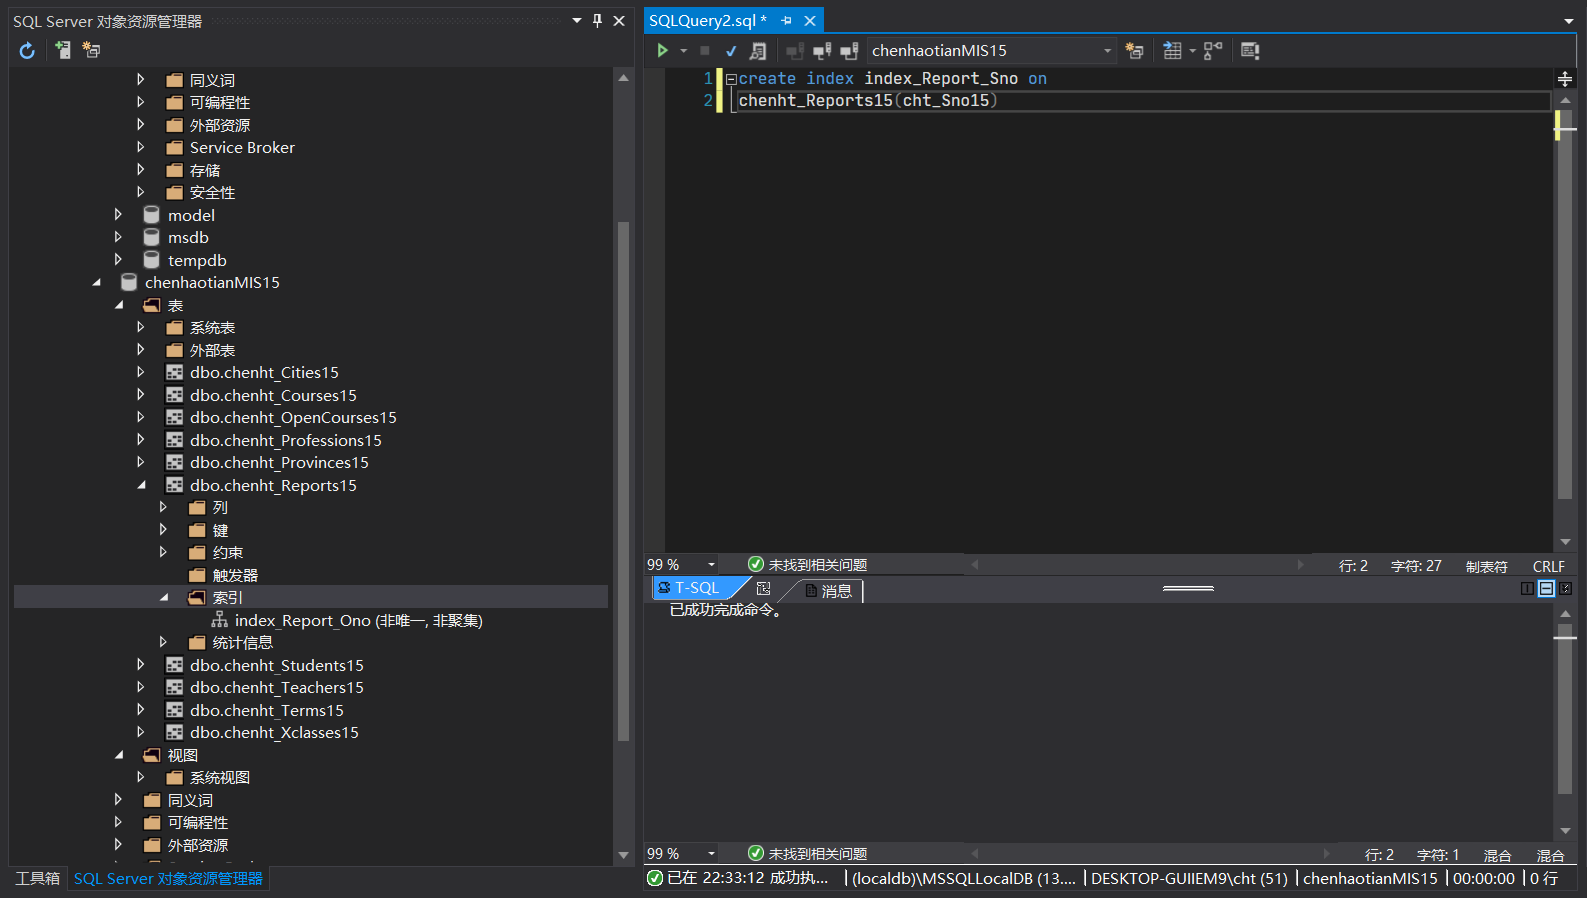 SQL Server 对象资源管理器
同义词
可编程性
外部资源
Service Broker
存储
安全性
model
msdb
tempdb
chenhaotianMIS15
表
系统表
外部表
dbo.chenht_Cities15
dbo.chenht_Courses15
dbo.chenht_OpenCourses15
dbo.chenht_Professions15
dbo.chenht_Provinces15
dbo.chenht_Reports15
列
键
约束
触发器
索引
index_Report_Ono (非唯一, 非聚集)
统计信息
dbo.chenht_Students15
dbo.chenht_Teachers15
dbo.chenht_Terms15
dbo.chenht_Xclasses15
视图
系统视图
同义词
可编程性
外部资源
工具箱 SQL Server 对象资源管理器
SQLQuery2.sql *
chenhaotianMIS15
1 create index index_Report_Sno on
2 chenht_Reports15(cht_Sno15)
99 % 未找到相关问题 行: 2 字符: 27 制表符 CRLF
T-SQL 消息
已成功完成命令。
99 % 未找到相关问题 行: 2 字符: 1 混合 混合
已在 22:33:12 成功执... (localdb)\MSSQLLocalDB (13.... DESKTOP-GUIIEM9\cht (51) chenhaotianMIS15 00:00:00 0 行